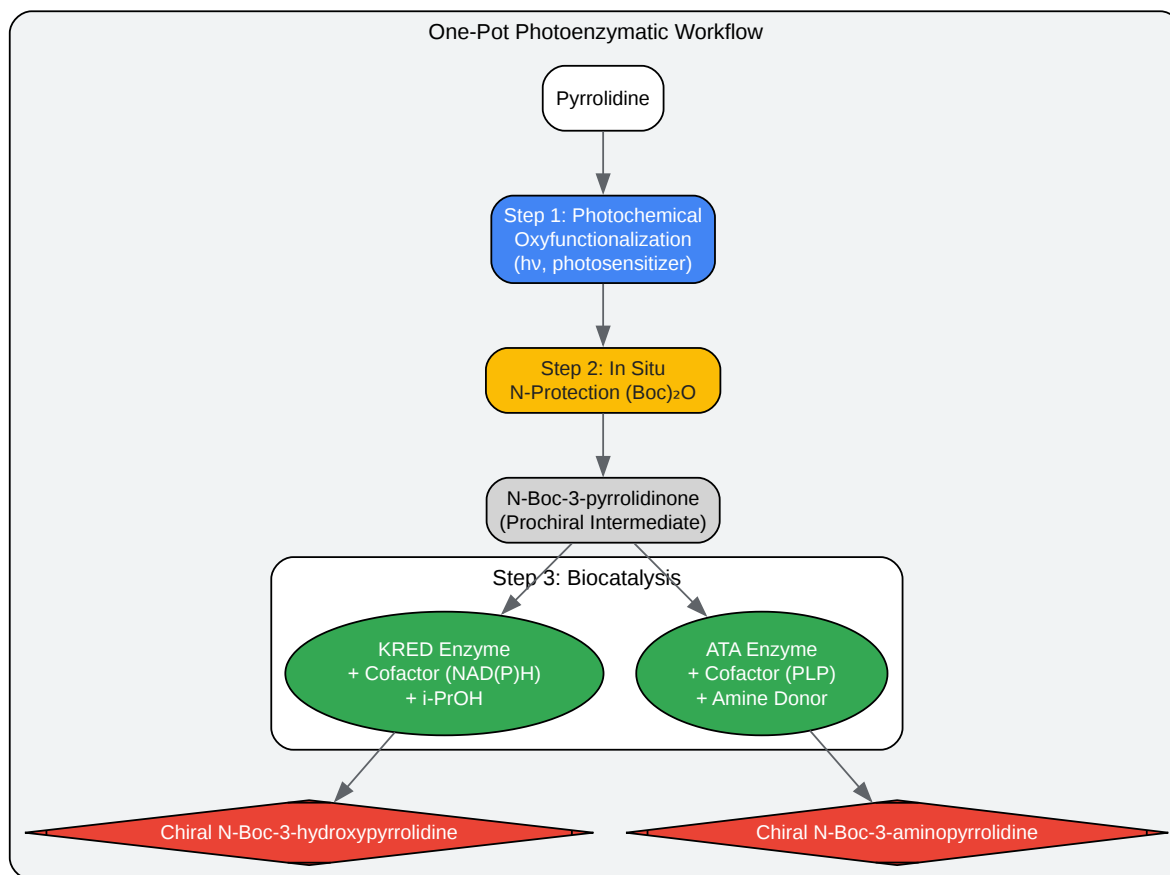 One-Pot Photoenzymatic Workflow
Pyrrolidine
Step 1: Photochemical
Oxyfunctionalization
(hν, photosensitizer)
Step 2: In Situ
N-Protection (Boc)₂O
N-Boc-3-pyrrolidinone
(Prochiral Intermediate)
Step 3: Biocatalysis
KRED Enzyme
+ Cofactor (NAD(P)H)
+ i-PrOH
ATA Enzyme
+ Cofactor (PLP)
+ Amine Donor
Chiral N-Boc-3-hydroxypyrrolidine
Chiral N-Boc-3-aminopyrrolidine